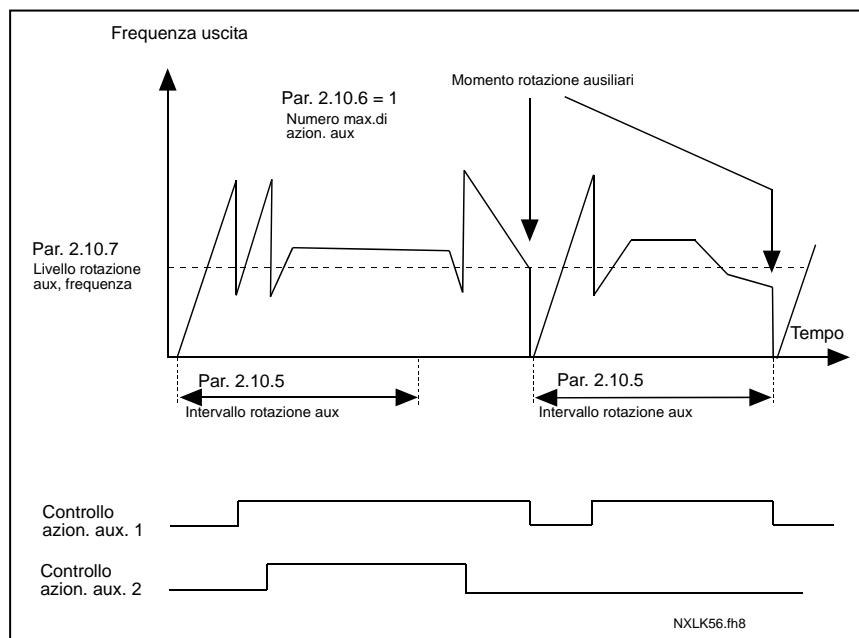 Frequenza uscita
Momento rotazione ausiliari
Par. 2.10.6 = 1
Numero max.di
azion. aux
Par. 2.10.7
Livello rotazione
aux, frequenza
Tempo
Par. 2.10.5
Intervallo rotazione aux
Par. 2.10.5
Intervallo rotazione aux
Controllo
azion. aux. 1
Controllo
azion. aux. 2
NXLK56.fh8